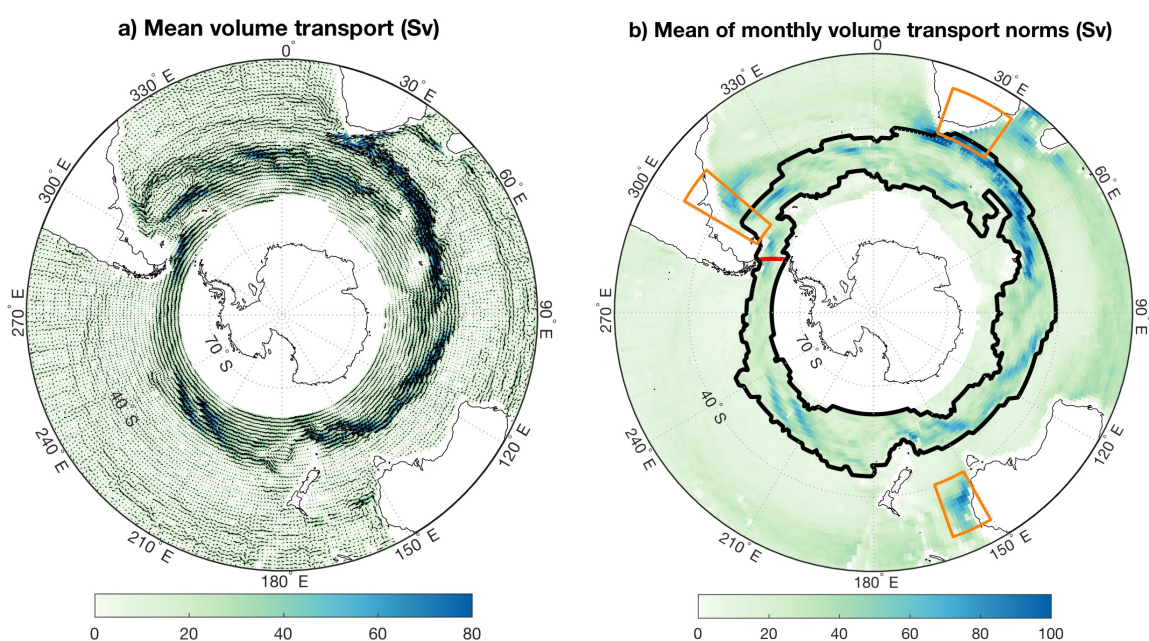 a) Mean volume transport (Sv)
0°
30° E
60° E
90° E
120° E
150° E
180° E
210° E
240° E
270° E
300° E
330° E
40° S
70° S
0 20 40 60 80
b) Mean of monthly volume transport norms (Sv)
0°
30° E
60° E
90° E
120° E
150° E
180° E
210° E
240° E
270° E
300° E
330° E
40° S
70° S
0 20 40 60 80 100